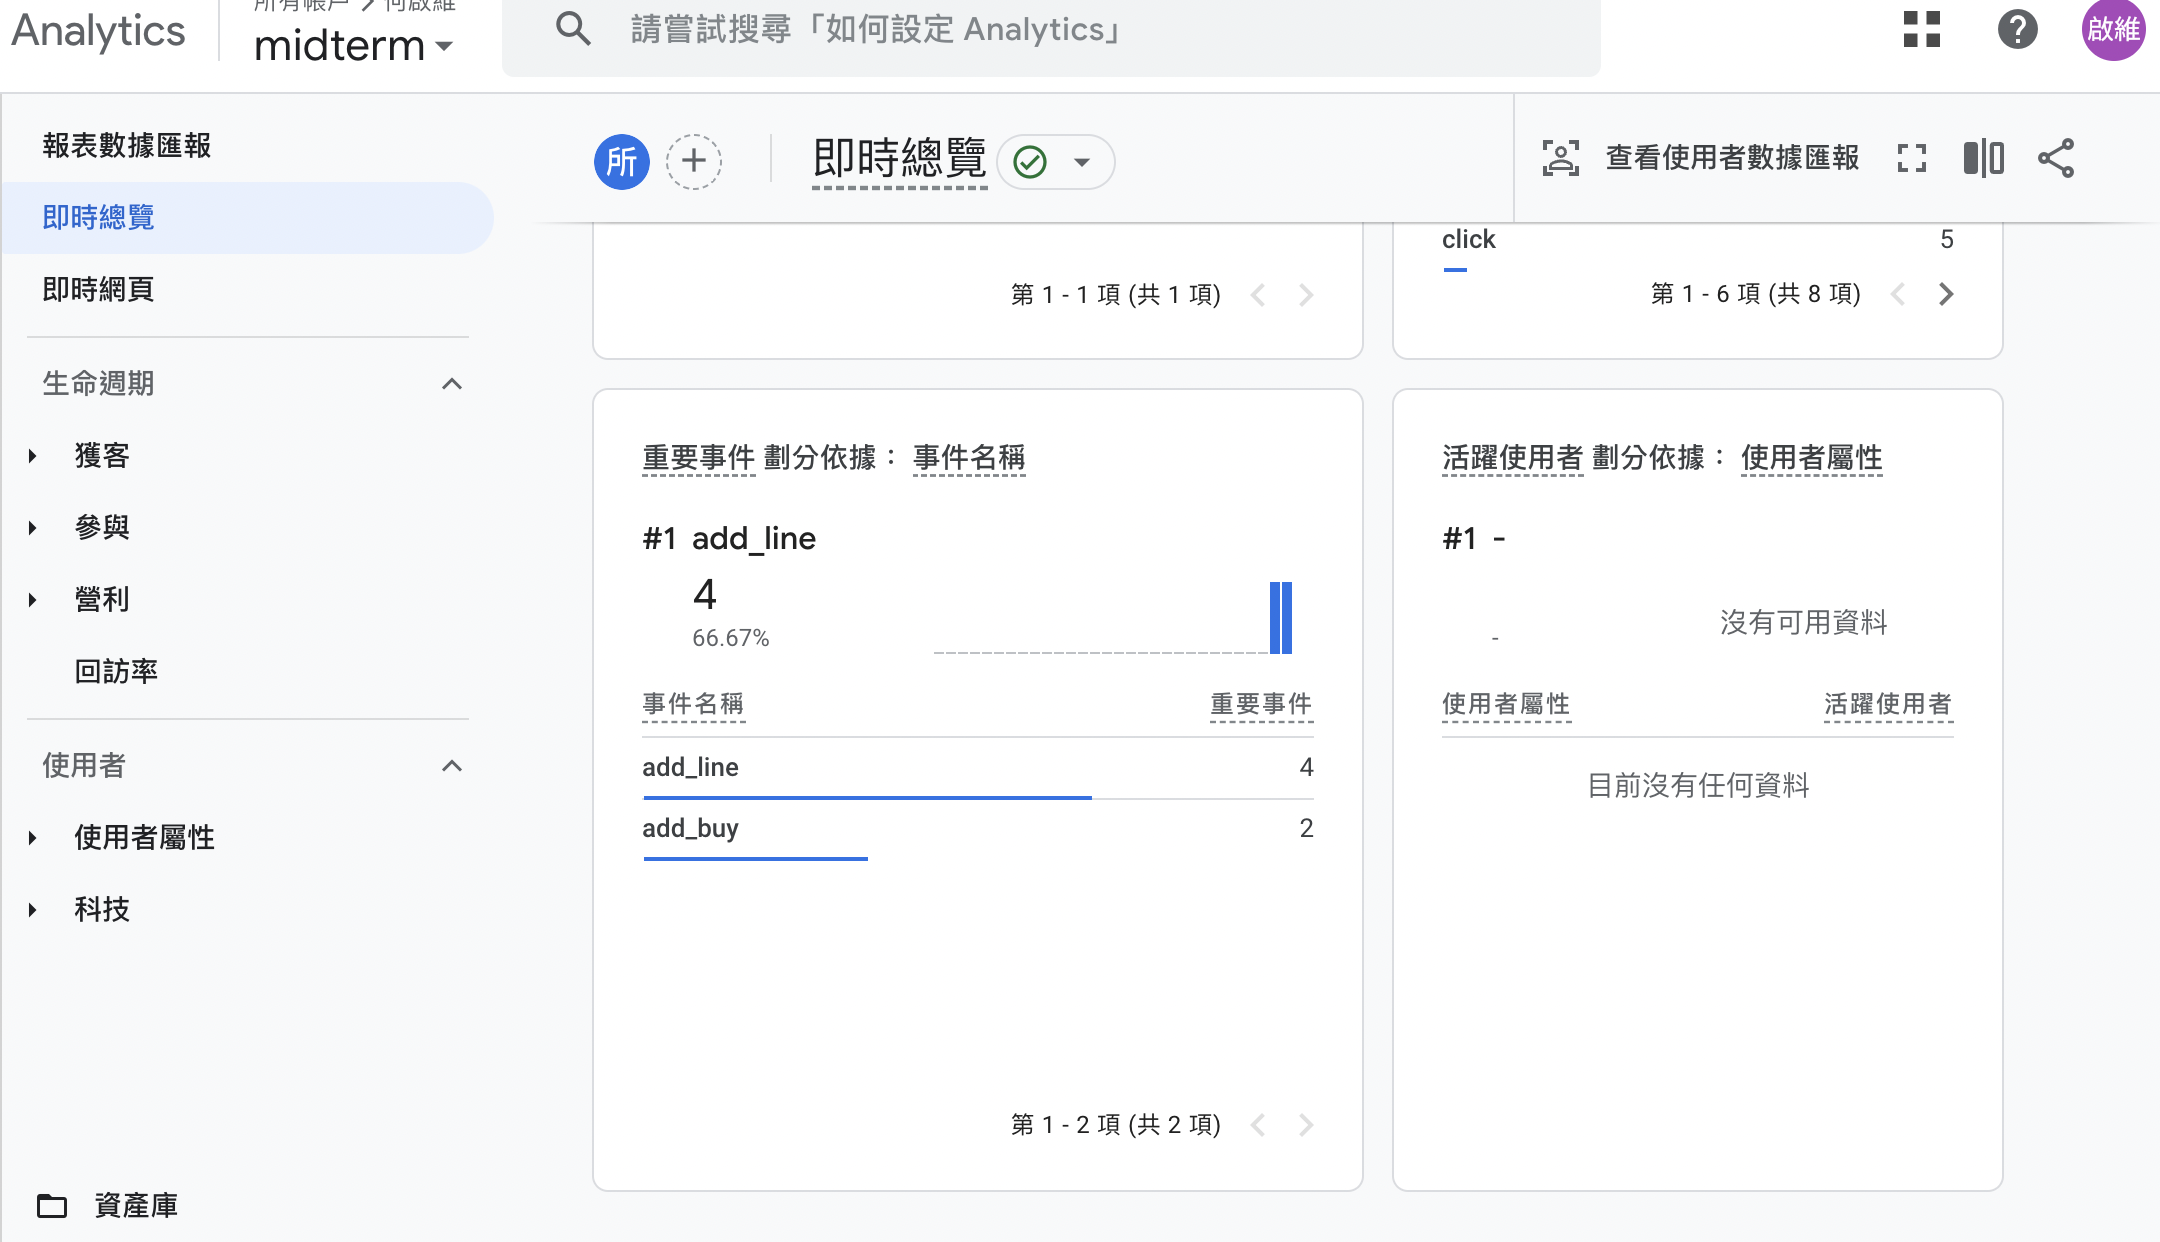 Analytics
所有帳戶 > 何啟維
midterm
請嘗試搜尋「如何設定 Analytics」
啟維
報表數據匯報
即時總覽
即時網頁
生命週期
獲客
參與
營利
回訪率
使用者
使用者屬性
科技
資產庫
所
即時總覽
查看使用者數據匯報
第 1 - 1 項 (共 1 項)
click 5
第 1 - 6 項 (共 8 項)
重要事件 劃分依據： 事件名稱
#1 add_line
4
66.67%
事件名稱 重要事件
add_line 4
add_buy 2
第 1 - 2 項 (共 2 項)
活躍使用者 劃分依據： 使用者屬性
#1 -
-
沒有可用資料
使用者屬性 活躍使用者
目前沒有任何資料